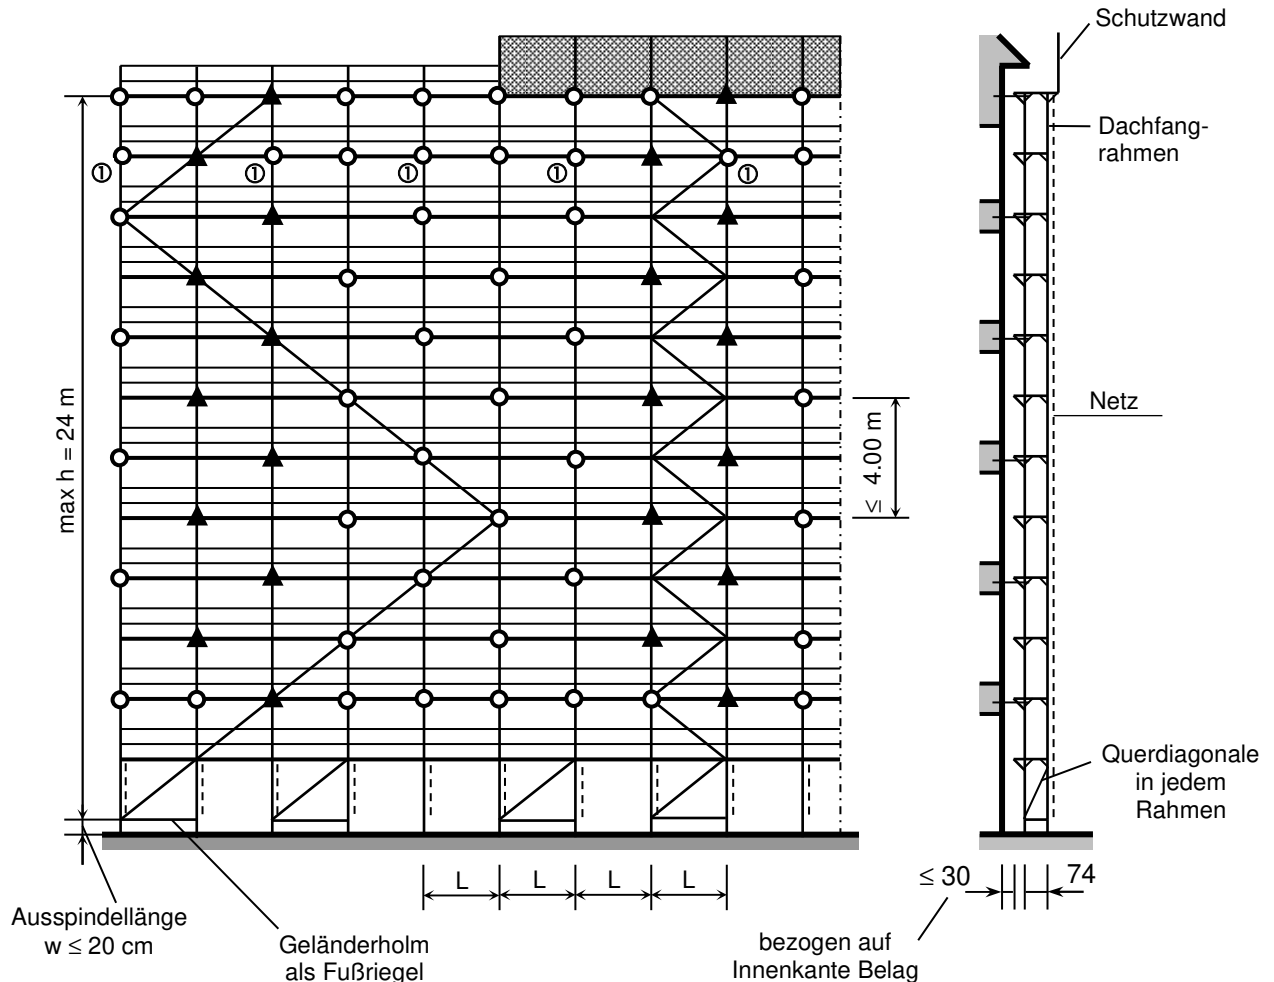 Schutzwand
Dachfang-
rahmen
①
①
①
①
①
max h = 24 m
≤ 4.00 m
Netz
Querdiagonale
in jedem
Rahmen
L
L
L
L
≤ 30
74
Ausspindellänge
w ≤ 20 cm
Geländerholm
als Fußriegel
bezogen auf
Innenkante Belag